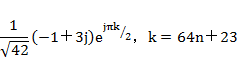 1/√42 (-1+3j)e^{jπk/2}, k = 64n+23